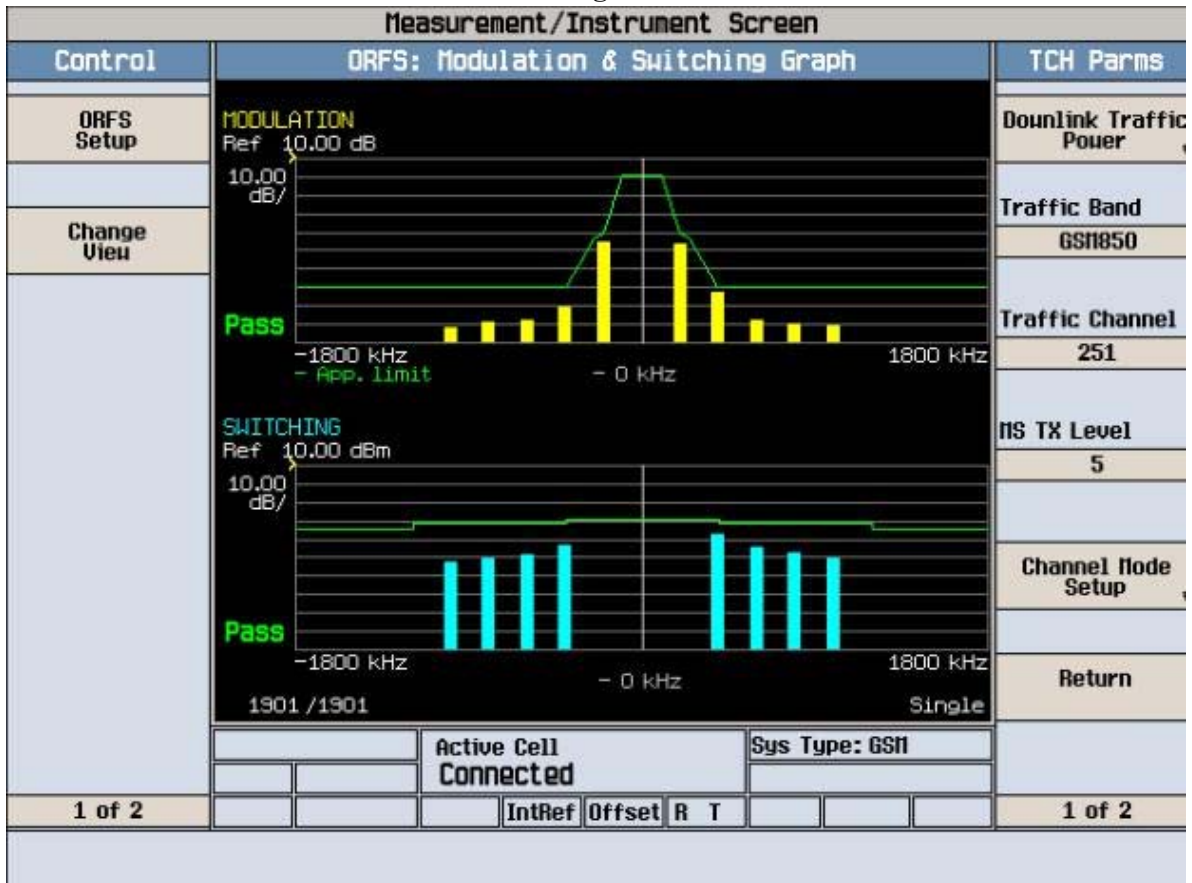 Measurement/Instrument Screen
Control
ORFS: Modulation & Switching Graph
TCH Parms
ORFS
Setup
Change
View
1 of 2
MODULATION
Ref 10.00 dB
10.00
dB/
Pass
-1800 kHz
1800 kHz
- App. limit
- 0 kHz
SWITCHING
Ref 10.00 dBm
10.00
dB/
Pass
-1800 kHz
1800 kHz
- 0 kHz
1901 /1901
Single
Active Cell
Connected
Sys Type: GSM
IntRef
Offset
R T
Downlink Traffic
Power
Traffic Band
GSM850
Traffic Channel
251
MS TX Level
5
Channel Mode
Setup
Return
1 of 2